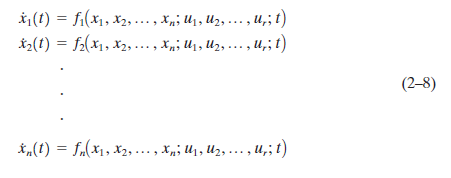 ẋ₁(t) = f₁(x₁, x₂, ..., xₙ; u₁, u₂, ..., uᵣ; t)
ẋ₂(t) = f₂(x₁, x₂, ..., xₙ; u₁, u₂, ..., uᵣ; t)
.
.
(2–8)
.
ẋₙ(t) = fₙ(x₁, x₂, ..., xₙ; u₁, u₂, ..., uᵣ; t)